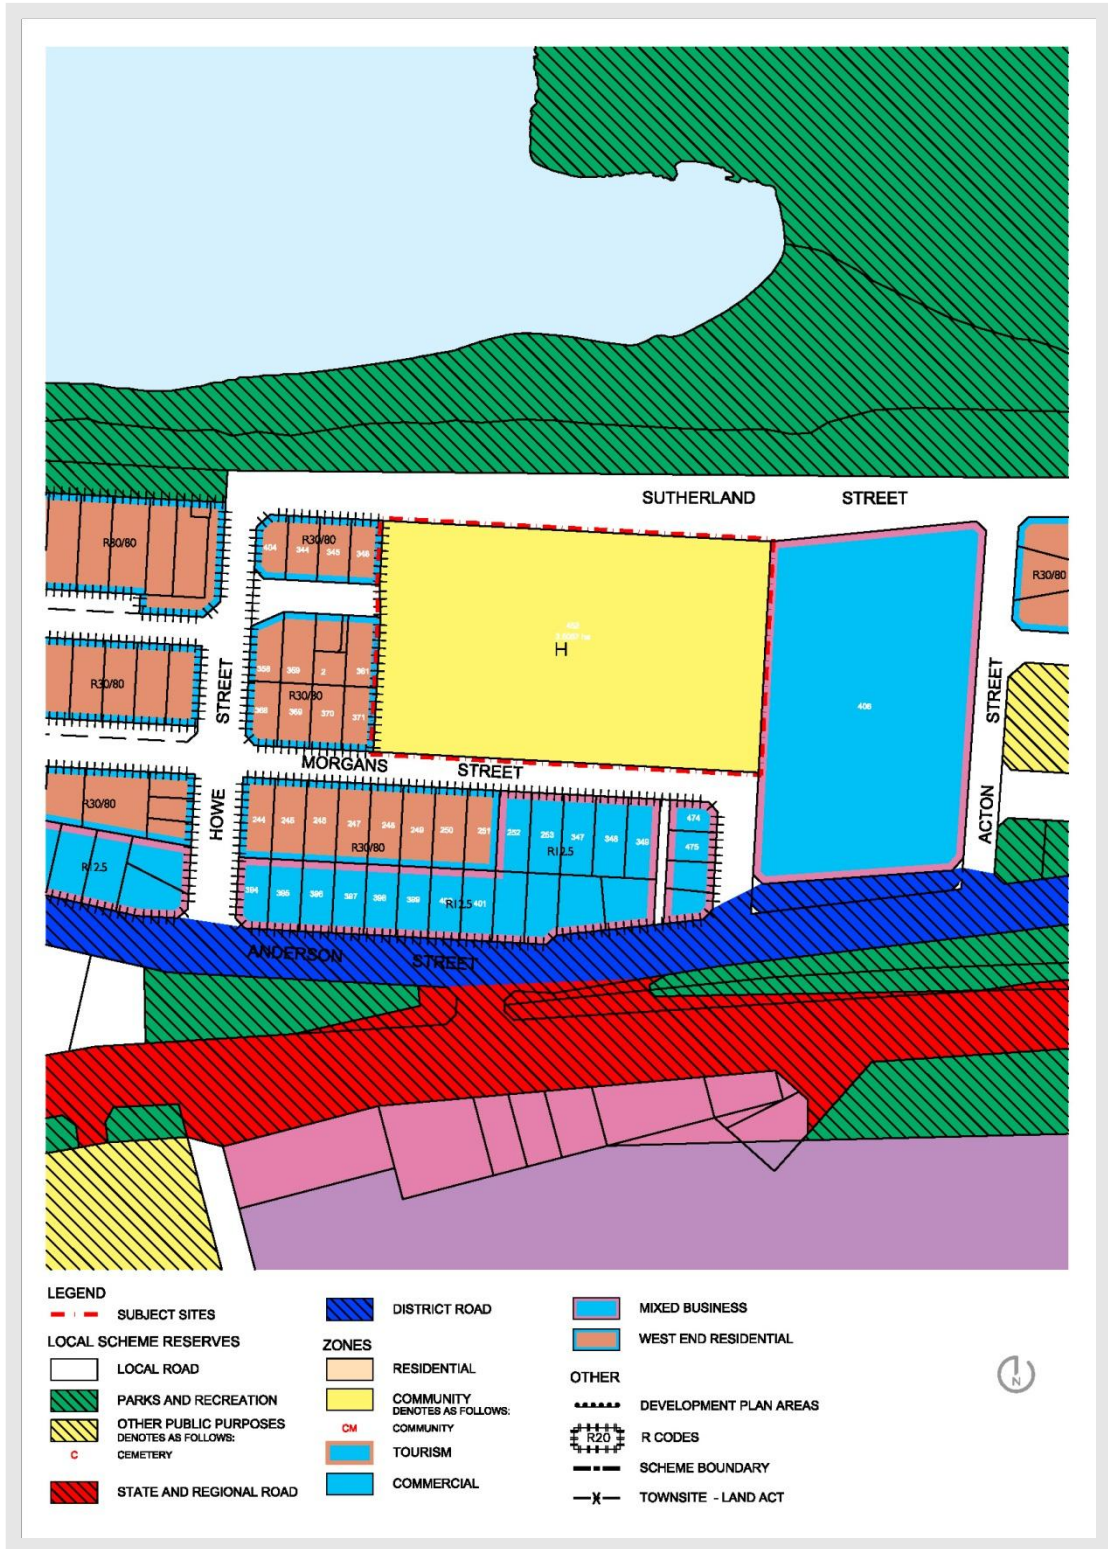 SUTHERLAND STREET
R30/80
R30/80
404 344 345 346
R30/80
H
358 359 2 361
R30/80
R30/80
368 369 370 371
408
STREET
STREET
MORGANS STREET
HOWE
ACTON
R30/80
244 245 246 247 248 249 250 251 252 253 347 348 349
474
475
R30/80
R12.5
R12.5
394 395 396 397 398 399 401
R12.5
ANDERSON STREET
LEGEND
SUBJECT SITES
LOCAL SCHEME RESERVES
LOCAL ROAD
PARKS AND RECREATION
OTHER PUBLIC PURPOSES
DENOTES AS FOLLOWS:
C CEMETERY
STATE AND REGIONAL ROAD
DISTRICT ROAD
ZONES
RESIDENTIAL
COMMUNITY
DENOTES AS FOLLOWS:
CM COMMUNITY
TOURISM
COMMERCIAL
MIXED BUSINESS
WEST END RESIDENTIAL
OTHER
DEVELOPMENT PLAN AREAS
R20 R CODES
SCHEME BOUNDARY
X TOWNSITE - LAND ACT
N